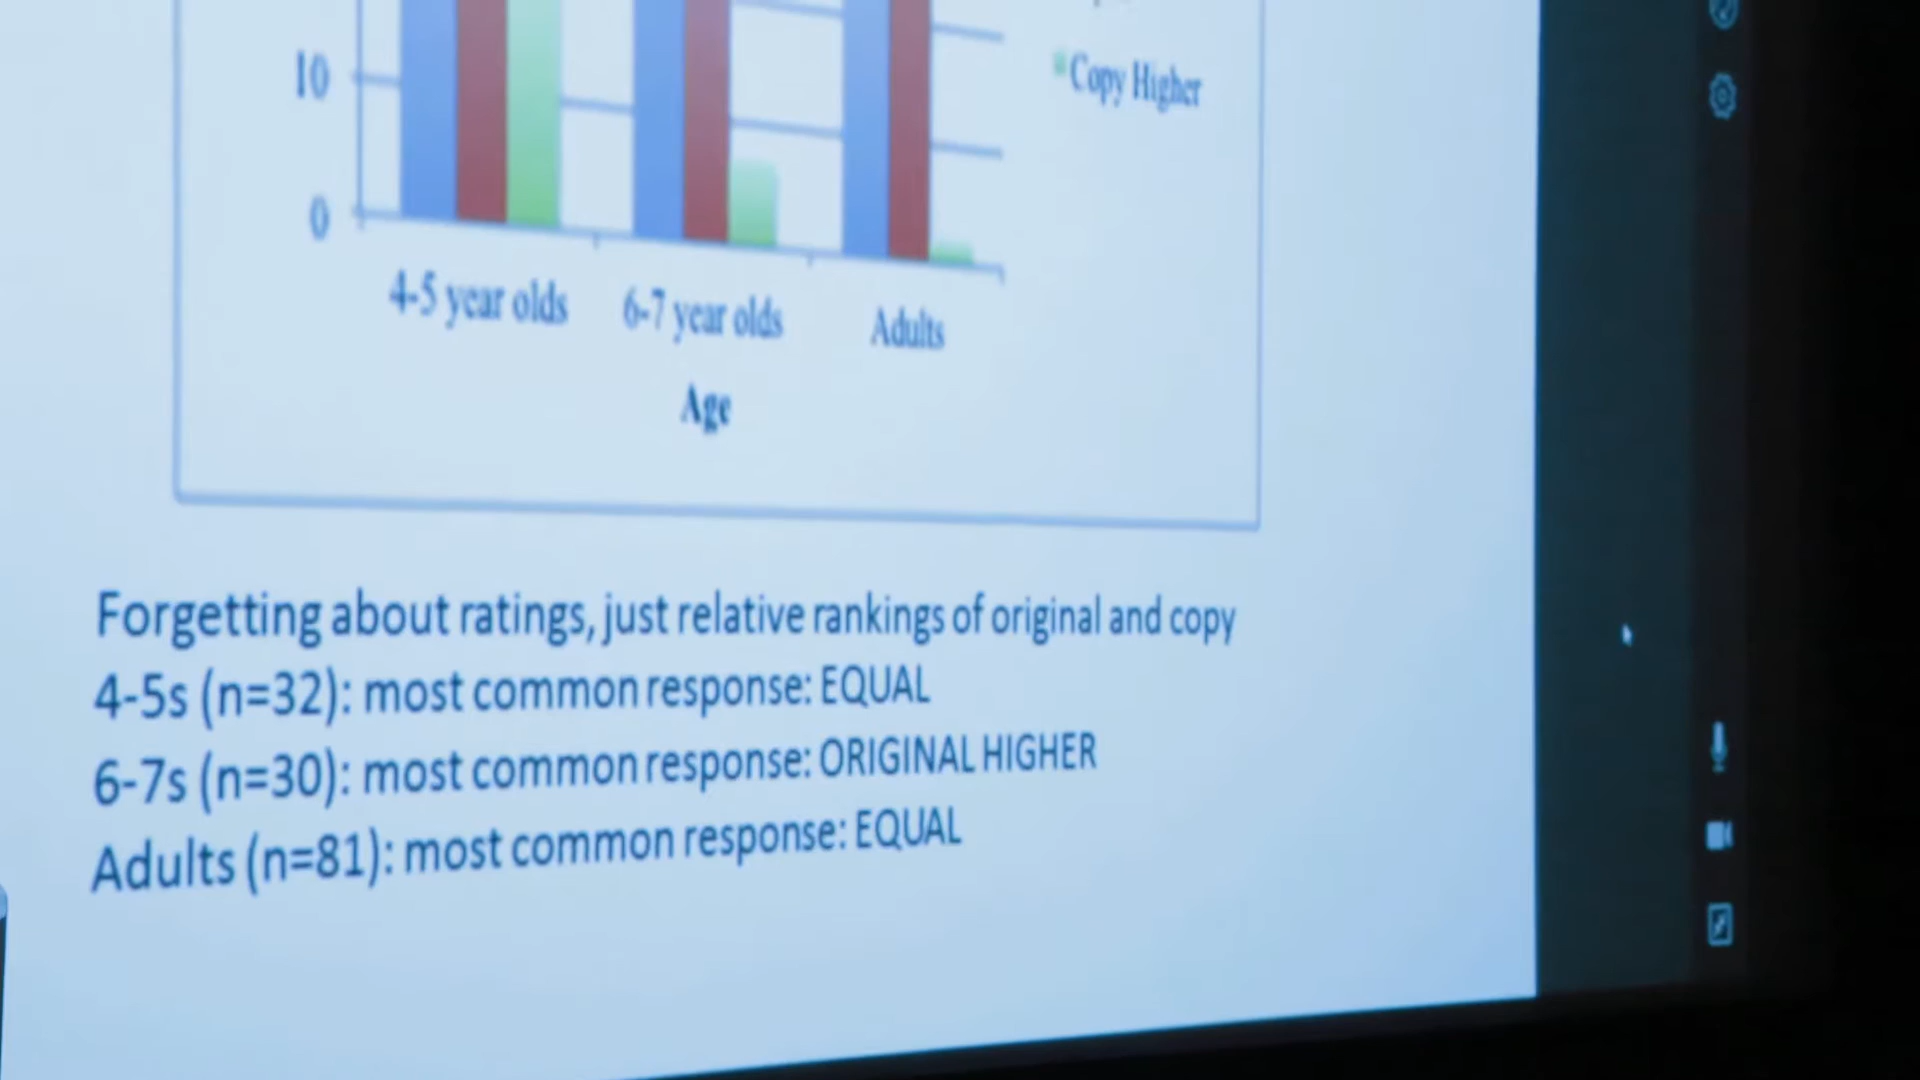 10
Copy Higher
0
4-5 year olds
6-7 year olds
Adults
Age
Forgetting about ratings, just relative rankings of original and copy
4-5s (n=32): most common response: EQUAL
6-7s (n=30): most common response: ORIGINAL HIGHER
Adults (n=81): most common response: EQUAL